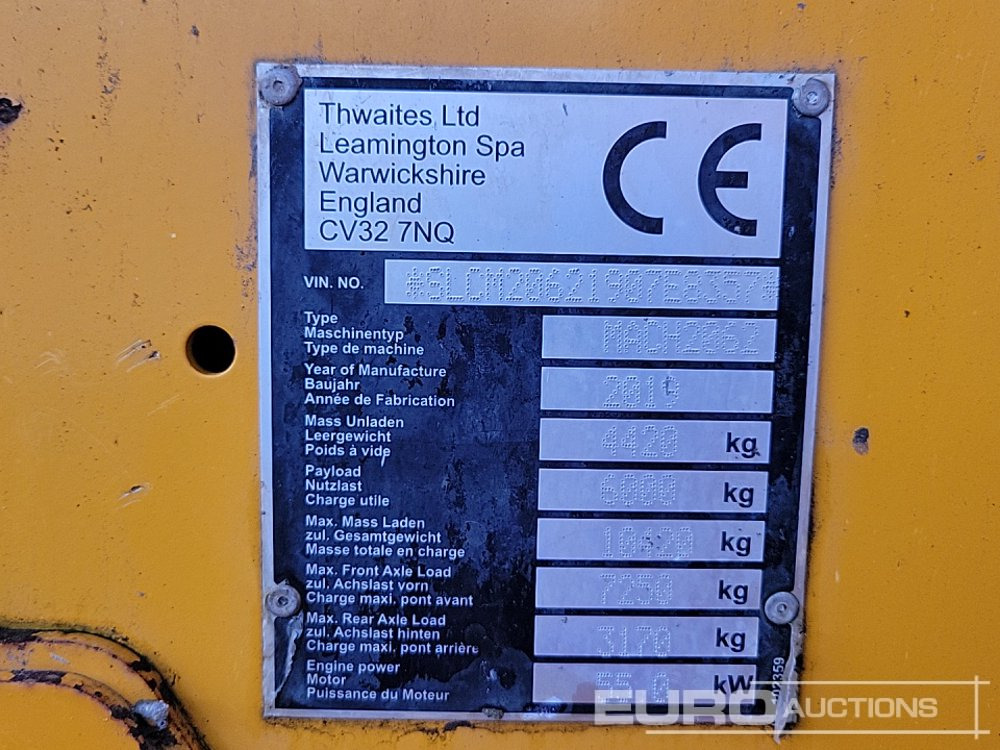 Thwaites Ltd
Leamington Spa
Warwickshire
England
CV32 7NQ
CE
VIN. NO. *SLCM20621907E8357*
Type
Maschinentyp
Type de machine
MACH2062
Year of Manufacture
Baujahr
Année de Fabrication
2019
Mass Unladen
Leergewicht
Poids à vide
4420 kg
Payload
Nutzlast
Charge utile
6000 kg
Max. Mass Laden
zul. Gesamtgewicht
Masse totale en charge
10420 kg
Max. Front Axle Load
zul. Achslast vorn
Charge maxi. pont avant
7250 kg
Max. Rear Axle Load
zul. Achslast hinten
Charge maxi. pont arrière
3170 kg
Engine power
Motor
Puissance du Moteur
kW
EURO AUCTIONS